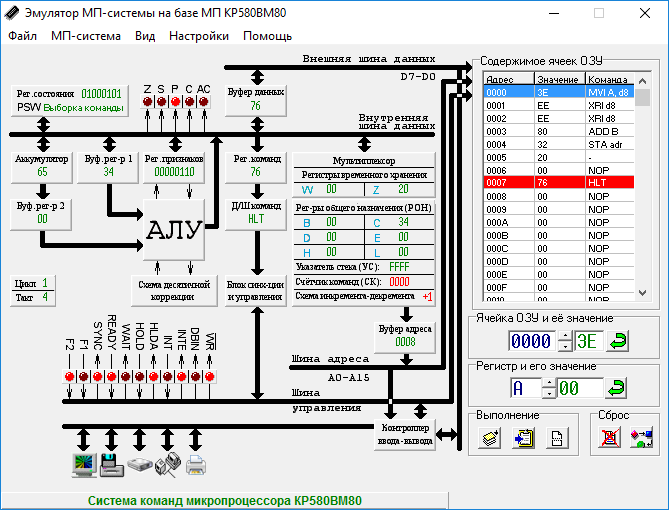 Эмулятор МП-системы на базе МП КР580ВМ80
Файл МП-система Вид Настройки Помощь
Внешняя шина данных
D7-D0
Рег.состояния 01000101
PSW Выборка команды
Z S P C AC
Буфер данных
76
Внутренняя
шина данных
Аккумулятор
65
Буф.рег-р 1
34
Рег.признаков
00000110
Рег.команд
76
Буф.рег-р 2
00
АЛУ
Д/Ш команд
HLT
Мультиплексор
Регистры временного хранения
W 00 Z 20
Рег-ры общего назначения (РОН)
B 00 C 34
D 00 E 00
H 00 L 00
Указатель стека (УС): FFFF
Счётчик команд (СК): 0000
Схема инкремента-декремента +1
Цикл 1
Такт 4
Схема десятичной
коррекции
Блок синх-ции
и управления
Буфер адреса
0008
F2 F1 SYNC READY WAIT HOLD HLDA INT INTE DBIN WR
Шина адреса
A0-A15
Шина
управления
Контроллер
ввода-вывода
Содержимое ячеек ОЗУ
Адрес Значение Команда
0000 3E MVI A, d8
0001 EE XRI d8
0002 EE XRI d8
0003 80 ADD B
0004 32 STA adr
0005 20 -
0006 00 NOP
0007 76 HLT
0008 00 NOP
0009 00 NOP
000A 00 NOP
000B 00 NOP
000C 00 NOP
000D 00 NOP
000E 00 NOP
000F 00 NOP
0010 00 NOP
Ячейка ОЗУ и её значение
0000 3E
Регистр и его значение
A 00
Выполнение
Сброс
Система команд микропроцессора КР580ВМ80